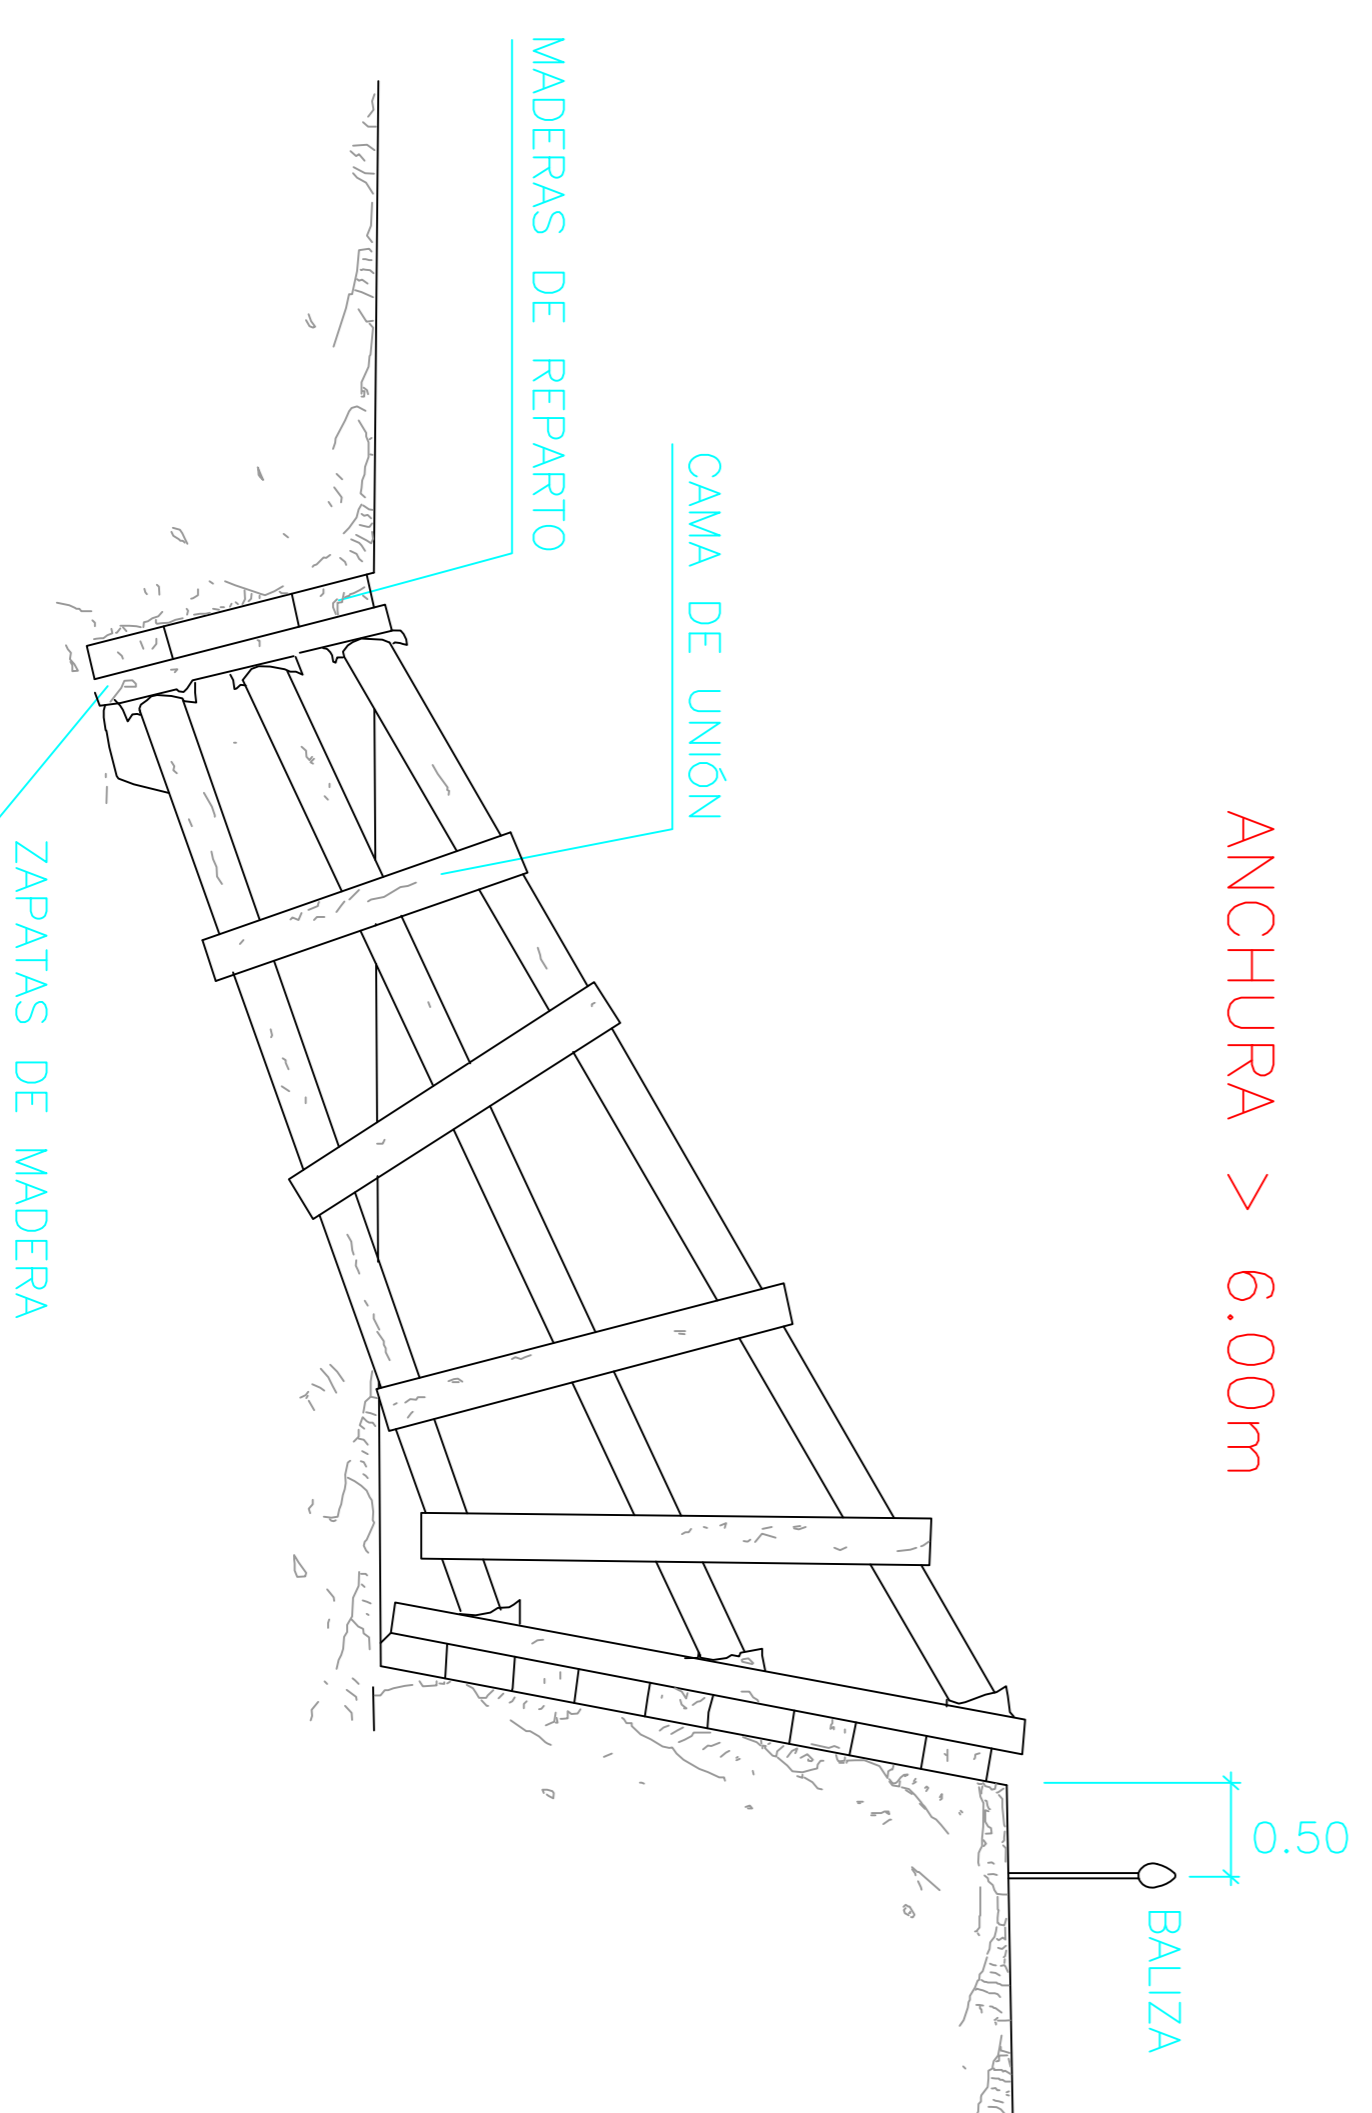 ANCHURA > 6.00m
0.50
BALIZA
CAMA DE UNIÓN
MADERAS DE REPARTO
ZAPATAS DE MADERA